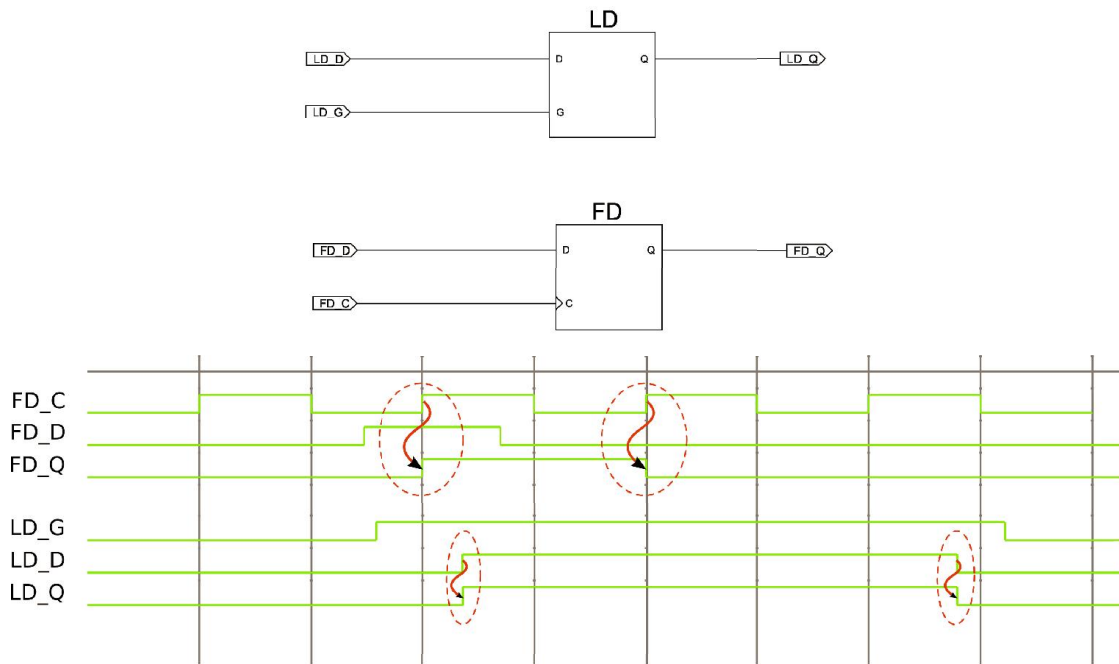 LD
LD_D D Q LD_Q
LD_G G
FD
FD_D D Q FD_Q
FD_C C
FD_C
FD_D
FD_Q
LD_G
LD_D
LD_Q